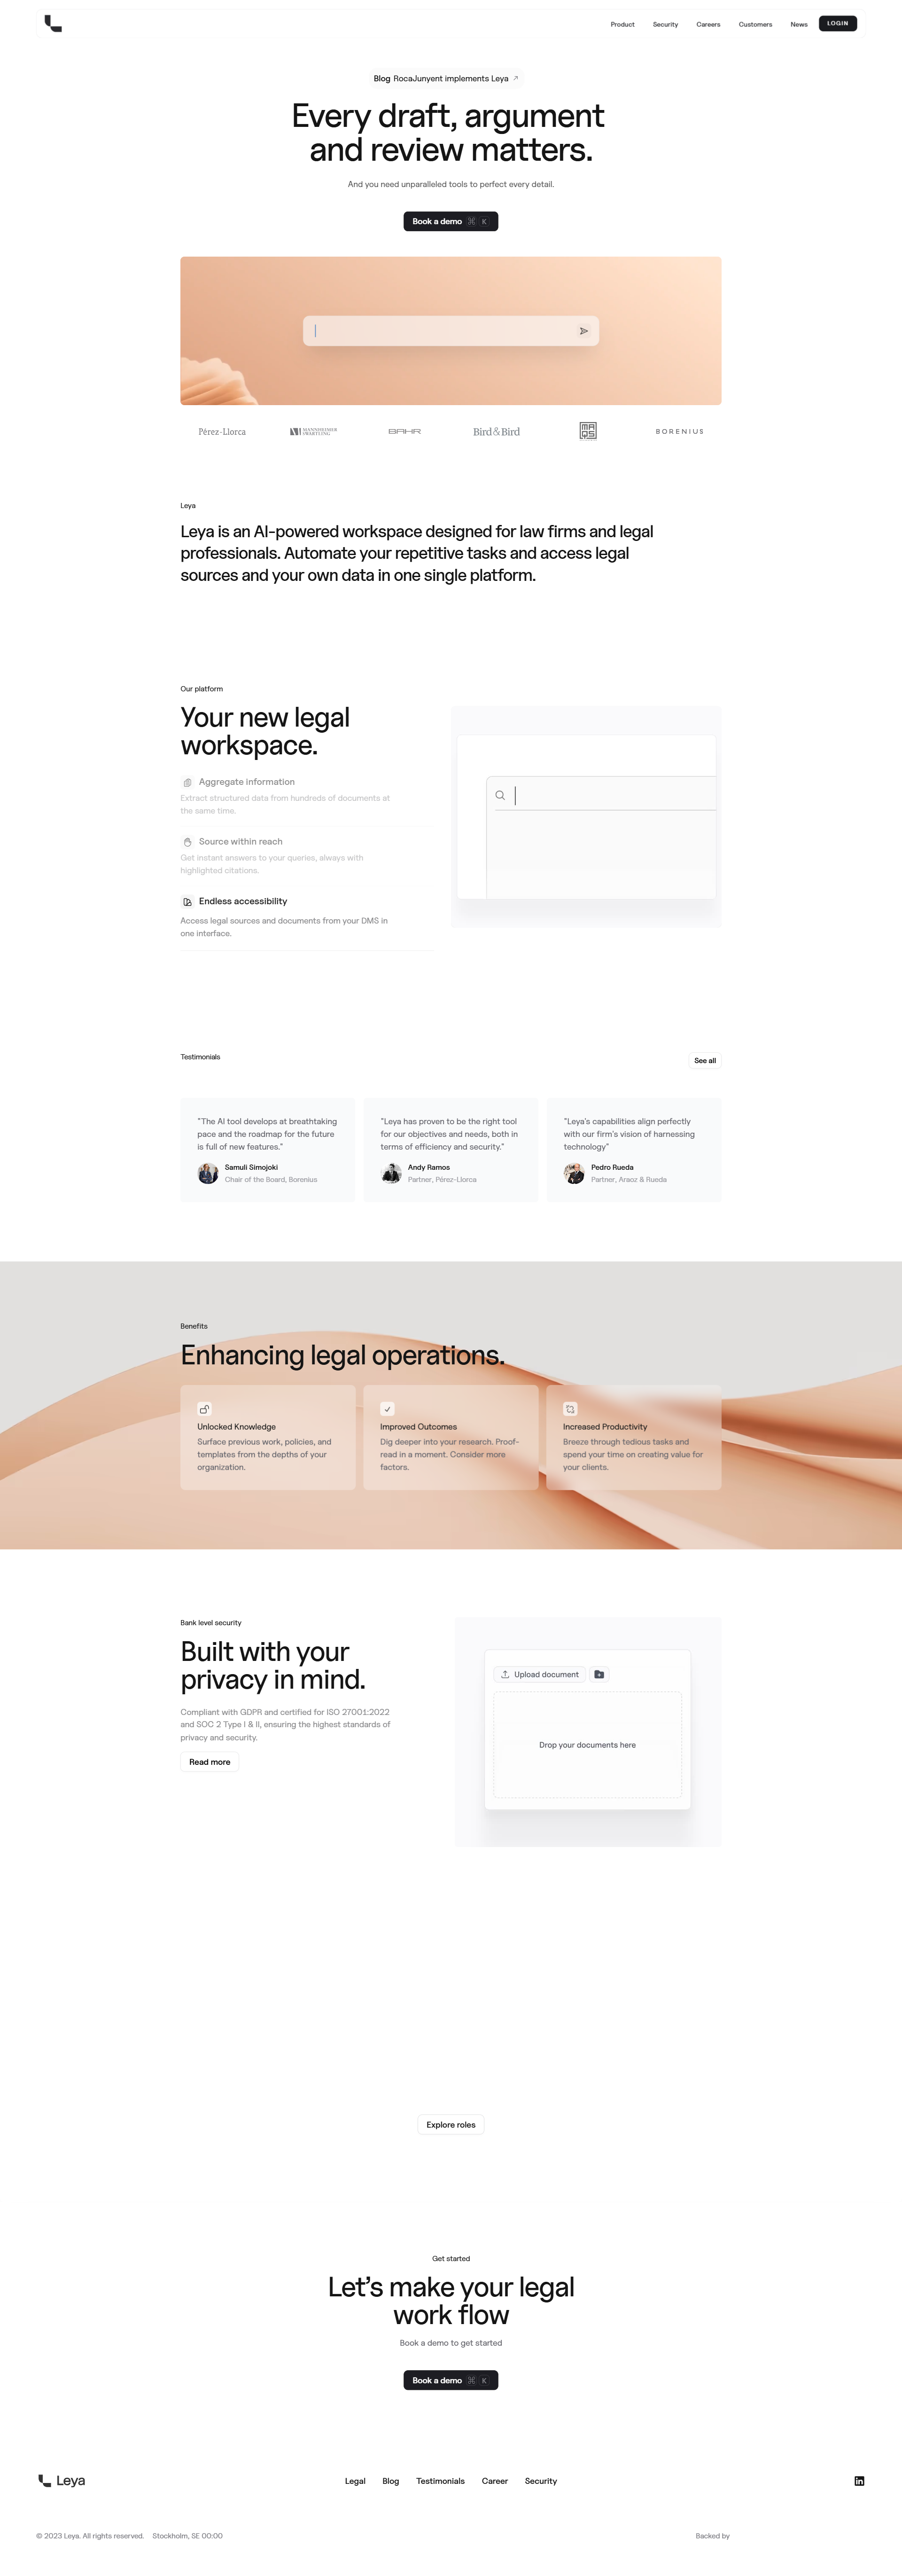 Product Security Careers Customers News LOGIN
Blog RocaJunyent implements Leya
Every draft, argument
and review matters.
And you need unparalleled tools to perfect every detail.
Book a demo ⌘ K
Pérez-Llorca
MANNHEIMER
SWARTLING
BAHR
Bird&Bird
MAQS
BORENIUS
Leya
Leya is an AI-powered workspace designed for law firms and legal
professionals. Automate your repetitive tasks and access legal
sources and your own data in one single platform.
Our platform
Your new legal
workspace.
Aggregate information
Extract structured data from hundreds of documents at
the same time.
Source within reach
Get instant answers to your queries, always with
highlighted citations.
Endless accessibility
Access legal sources and documents from your DMS in
one interface.
Testimonials
See all
"The AI tool develops at breathtaking
pace and the roadmap for the future
is full of new features."
Samuli Simojoki
Chair of the Board, Borenius
"Leya has proven to be the right tool
for our objectives and needs, both in
terms of efficiency and security."
Andy Ramos
Partner, Pérez-Llorca
"Leya's capabilities align perfectly
with our firm's vision of harnessing
technology"
Pedro Rueda
Partner, Araoz & Rueda
Benefits
Enhancing legal operations.
Unlocked Knowledge
Surface previous work, policies, and
templates from the depths of your
organization.
Improved Outcomes
Dig deeper into your research. Proof-
read in a moment. Consider more
factors.
Increased Productivity
Breeze through tedious tasks and
spend your time on creating value for
your clients.
Bank level security
Built with your
privacy in mind.
Compliant with GDPR and certified for ISO 27001:2022
and SOC 2 Type I & II, ensuring the highest standards of
privacy and security.
Read more
Upload document
Drop your documents here
Explore roles
Get started
Let's make your legal
work flow
Book a demo to get started
Book a demo ⌘ K
Leya
Legal Blog Testimonials Career Security
in
© 2023 Leya. All rights reserved. Stockholm, SE 00:00
Backed by